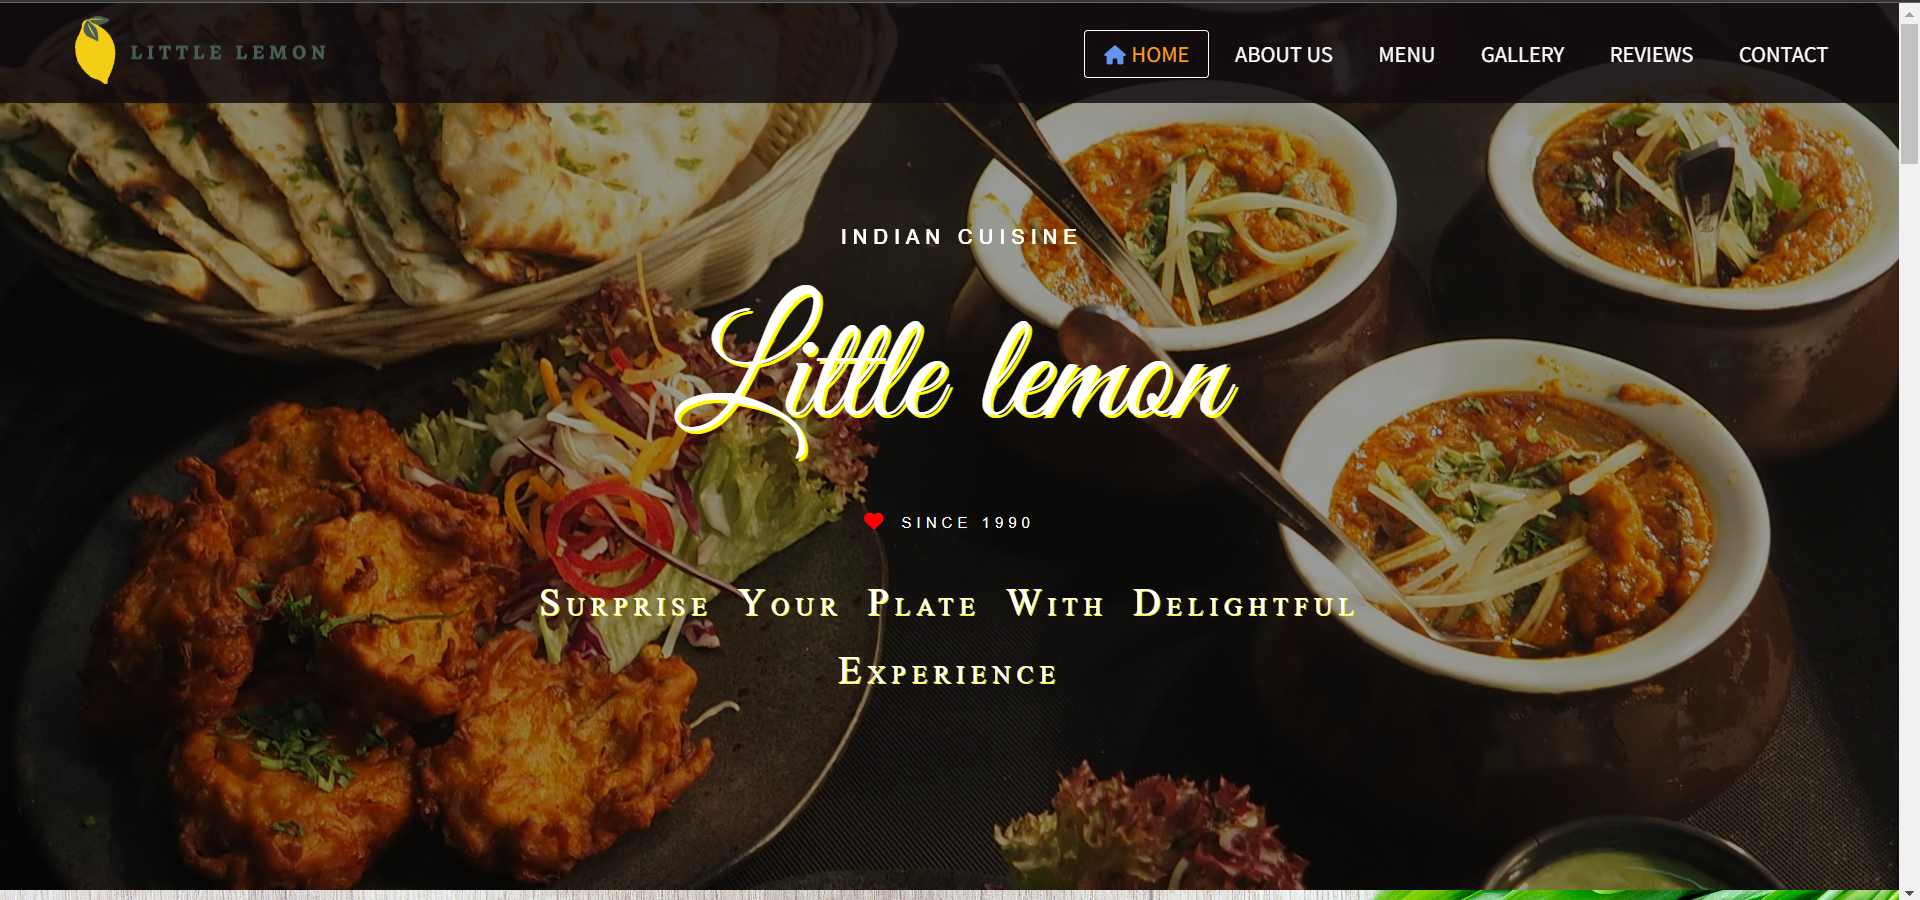 LITTLE LEMON
HOME ABOUT US MENU GALLERY REVIEWS CONTACT
INDIAN CUISINE
Little lemon
SINCE 1990
SURPRISE YOUR PLATE WITH DELIGHTFUL
EXPERIENCE